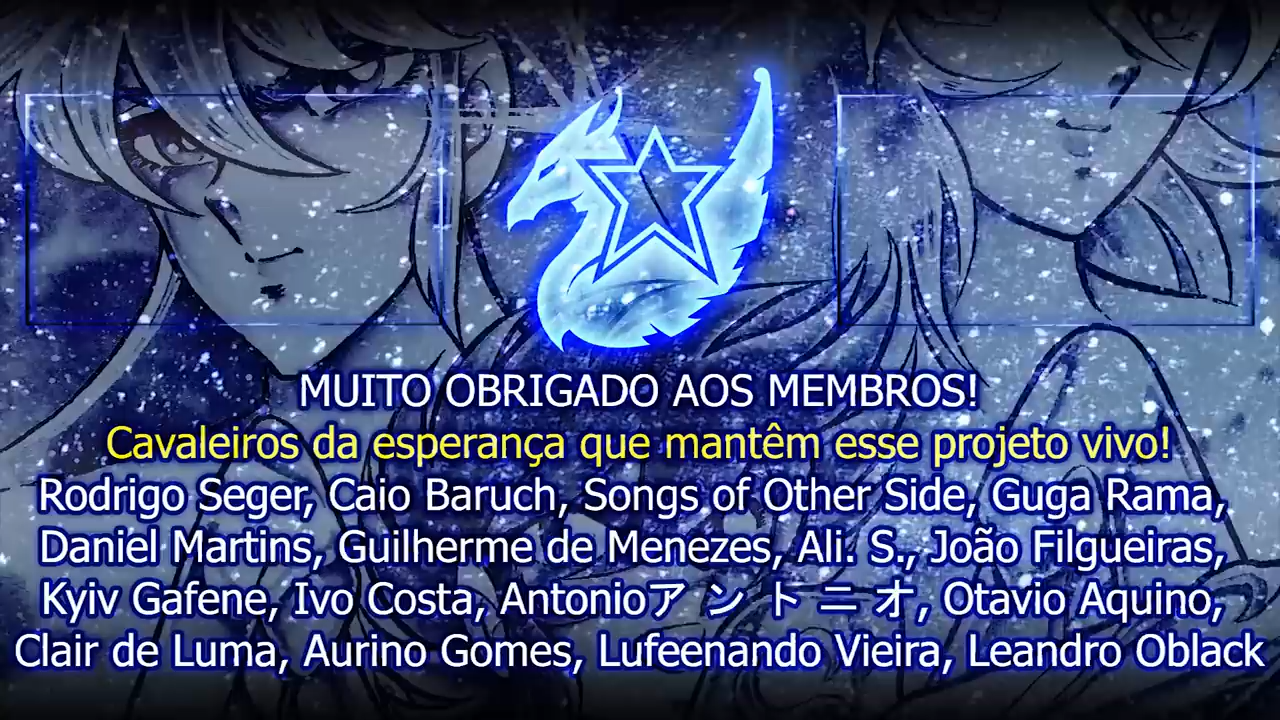 MUITO OBRIGADO AOS MEMBROS!
Cavaleiros da esperança que mantêm esse projeto vivo!
Rodrigo Seger, Caio Baruch, Songs of Other Side, Guga Rama,
Daniel Martins, Guilherme de Menezes, Ali. S., João Filgueiras,
Kyiv Gafene, Ivo Costa, Antonioア ン ト ニ オ, Otavio Aquino,
Clair de Luma, Aurino Gomes, Lufeenando Vieira, Leandro Oblack